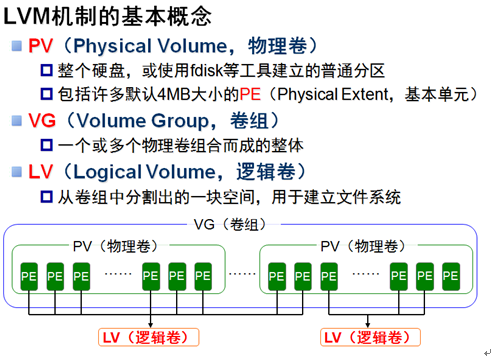 LVM机制的基本概念
PV（Physical Volume，物理卷）
整个硬盘，或使用fdisk等工具建立的普通分区
包括许多默认4MB大小的PE（Physical Extent，基本单元）
VG（Volume Group，卷组）
一个或多个物理卷组合而成的整体
LV（Logical Volume，逻辑卷）
从卷组中分割出的一块空间，用于建立文件系统
VG（卷组）
PV（物理卷） PV（物理卷）
PE PE PE …… PE PE PE …… PE PE PE …… PE PE PE
LV（逻辑卷） LV（逻辑卷）